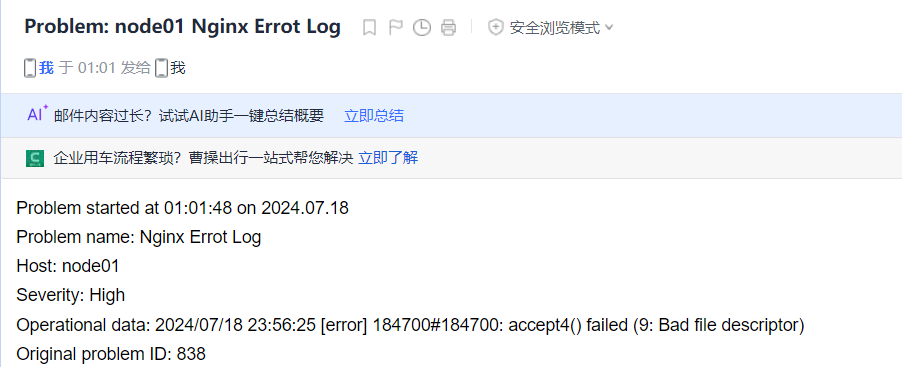 Problem: node01 Nginx Errot Log
安全浏览模式
我 于 01:01 发给 我
AI 邮件内容过长？试试AI助手一键总结概要 立即总结
企业用车流程繁琐？曹操出行一站式帮您解决 立即了解
Problem started at 01:01:48 on 2024.07.18
Problem name: Nginx Errot Log
Host: node01
Severity: High
Operational data: 2024/07/18 23:56:25 [error] 184700#184700: accept4() failed (9: Bad file descriptor)
Original problem ID: 838